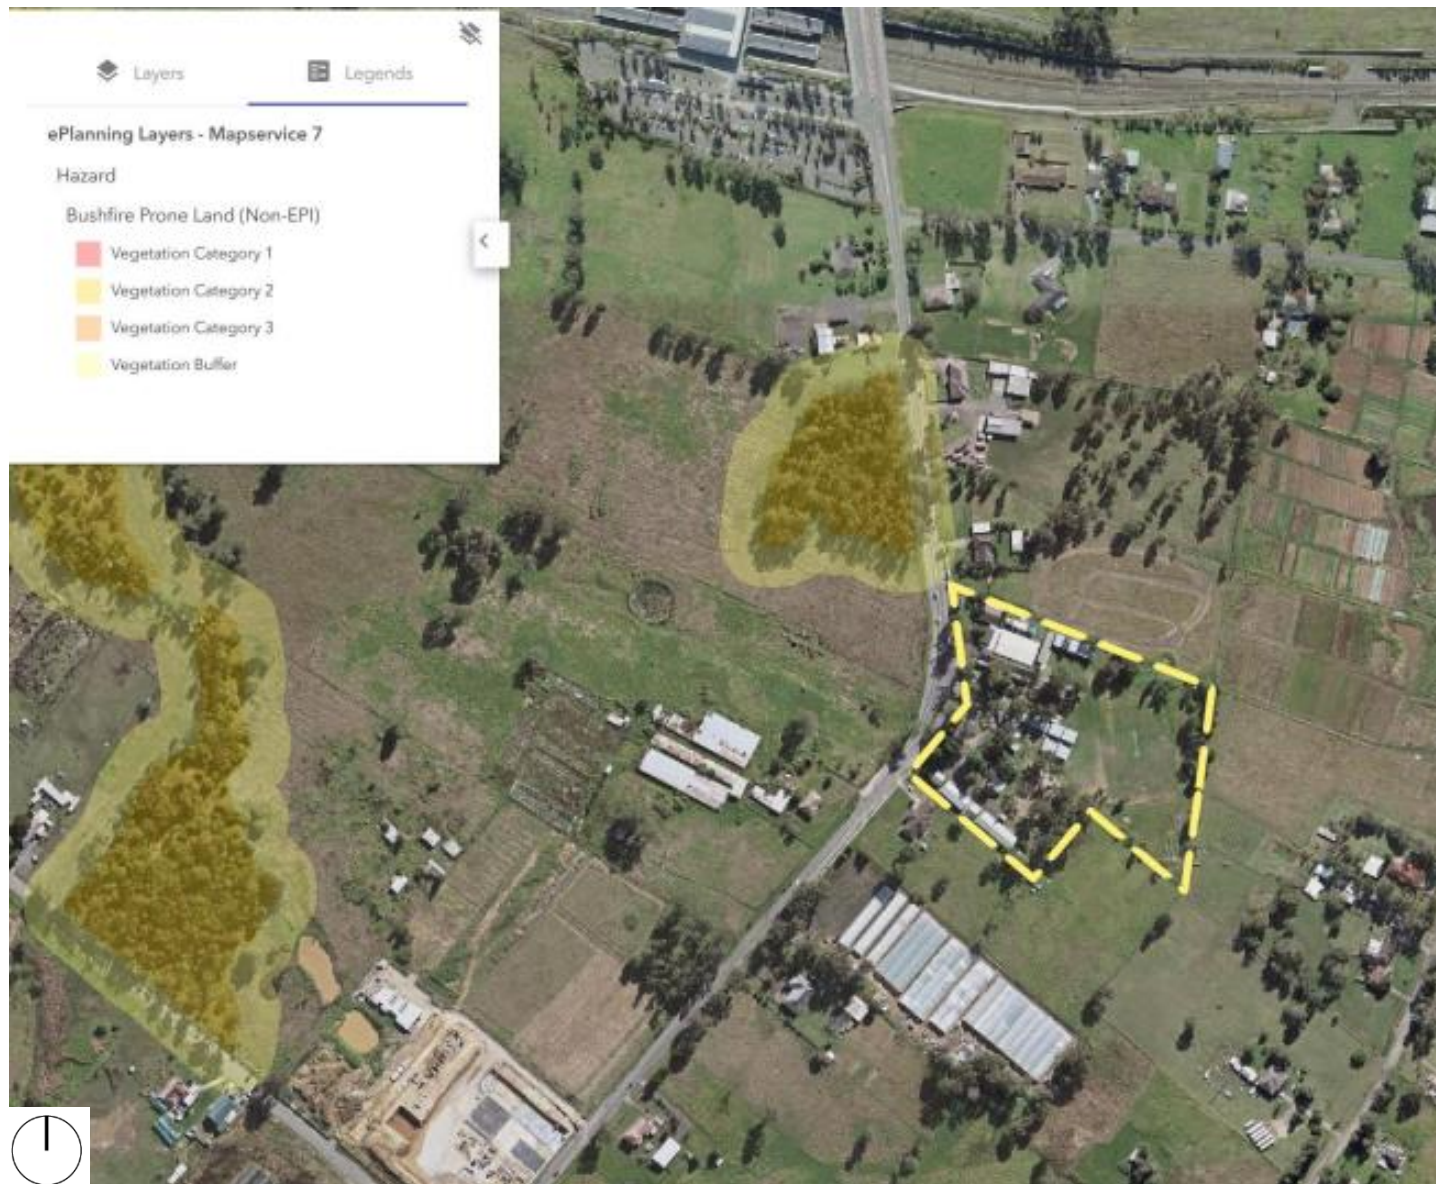 Layers
Legends
ePlanning Layers - Mapservice 7
Hazard
Bushfire Prone Land (Non-EPI)
Vegetation Category 1
Vegetation Category 2
Vegetation Category 3
Vegetation Buffer